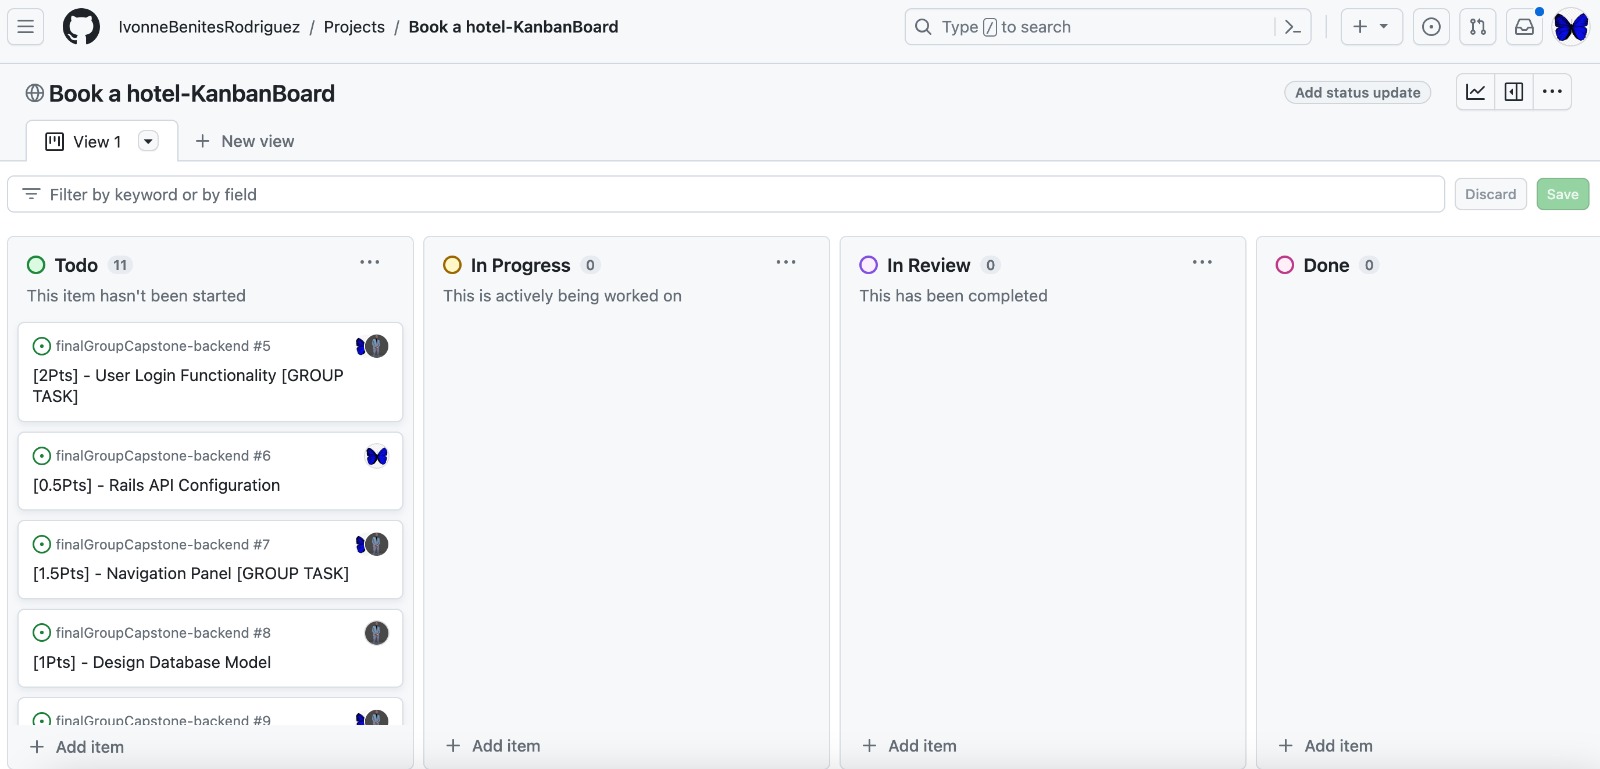 IvonneBenitesRodriguez / Projects / Book a hotel-KanbanBoard
Type / to search
Book a hotel-KanbanBoard
Add status update
View 1
New view
Filter by keyword or by field
Discard
Save
Todo 11
This item hasn't been started
finalGroupCapstone-backend #5
[2Pts] - User Login Functionality [GROUP
TASK]
finalGroupCapstone-backend #6
[0.5Pts] - Rails API Configuration
finalGroupCapstone-backend #7
[1.5Pts] - Navigation Panel [GROUP TASK]
finalGroupCapstone-backend #8
[1Pts] - Design Database Model
finalGroupCapstone-backend #9
Add item
In Progress 0
This is actively being worked on
Add item
In Review 0
This has been completed
Add item
Done 0
Add item